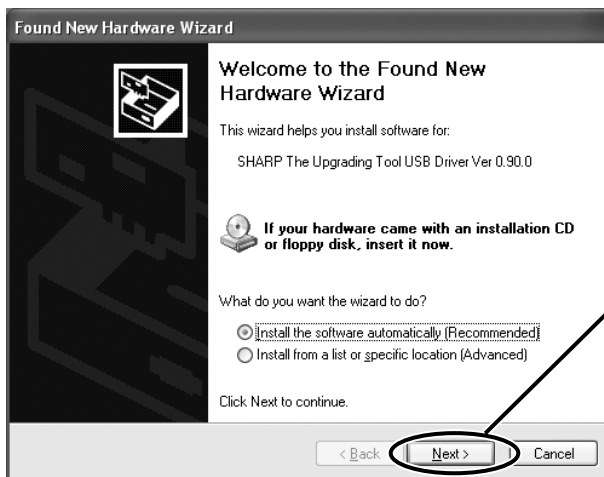 Found New Hardware Wizard
Welcome to the Found New
Hardware Wizard
This wizard helps you install software for:
SHARP The Upgrading Tool USB Driver Ver 0.90.0
If your hardware came with an installation CD
or floppy disk, insert it now.
What do you want the wizard to do?
Install the software automatically (Recommended)
Install from a list or specific location (Advanced)
Click Next to continue.
< Back Next > Cancel